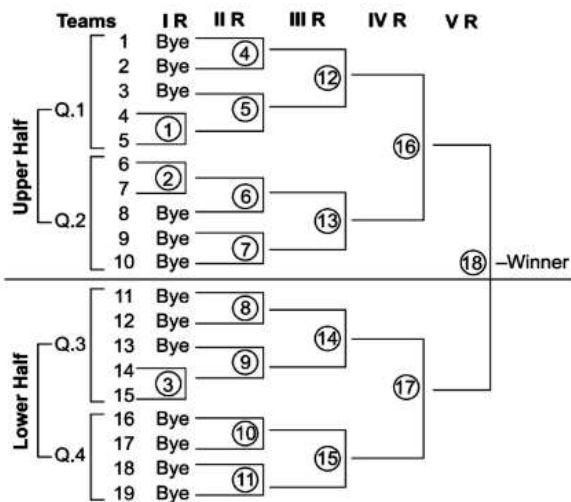 Teams I R II R III R IV R V R
1 Bye
④
2 Bye
⑫
3 Bye
Q.1 ⑤
4
①
5
⑯
Upper Half
6
②
7
⑥
Q.2 8 Bye
⑬
9 Bye
⑦
10 Bye
⑱ –Winner
11 Bye
⑧
12 Bye
Q.3 13 Bye
⑭
⑨
14
③
15
⑰
Lower Half
16 Bye
⑩
17 Bye
Q.4 ⑮
18 Bye
⑪
19 Bye